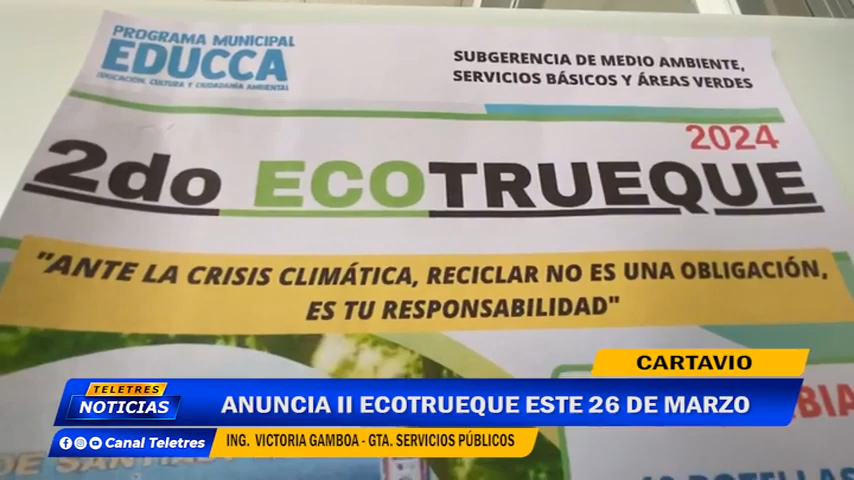 PROGRAMA MUNICIPAL
EDUCCA
EDUCACIÓN, CULTURA Y CIUDADANÍA AMBIENTAL
SUBGERENCIA DE MEDIO AMBIENTE,
SERVICIOS BÁSICOS Y ÁREAS VERDES
2024
2do ECOTRUEQUE
"ANTE LA CRISIS CLIMÁTICA, RECICLAR NO ES UNA OBLIGACIÓN,
ES TU RESPONSABILIDAD"
CARTAVIO
TELETRES
NOTICIAS
ANUNCIA II ECOTRUEQUE ESTE 26 DE MARZO
Canal Teletres
ING. VICTORIA GAMBOA - GTA. SERVICIOS PÚBLICOS